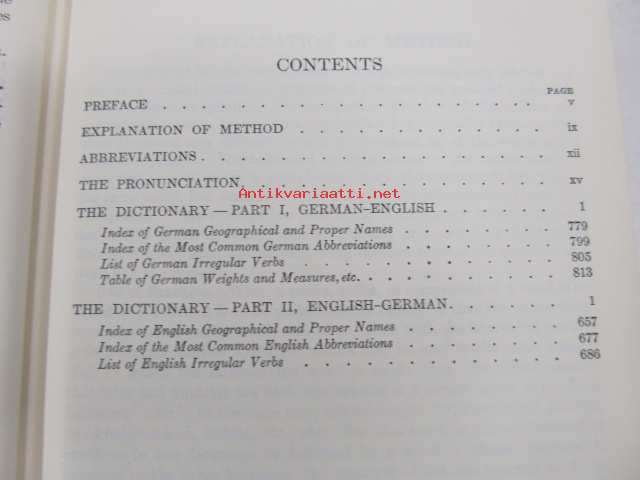 es
CONTENTS
PAGE
PREFACE . . . . . . . . . . . . . . . . . v
EXPLANATION OF METHOD . . . . . . . . . . . ix
ABBREVIATIONS . . . . . . . . . . . . . . . xii
THE PRONUNCIATION . . . . . . . . . . . . . xv
Antikvariaatti.net
THE DICTIONARY — PART I, GERMAN–ENGLISH . . . . . 1
Index of German Geographical and Proper Names . . . . . . . 779
Index of the Most Common German Abbreviations . . . . . . . 799
List of German Irregular Verbs . . . . . . . . . . . 805
Table of German Weights and Measures, etc. . . . . . . . . 813
THE DICTIONARY — PART II, ENGLISH–GERMAN . . . . . 1
Index of English Geographical and Proper Names . . . . . . . 657
Index of the Most Common English Abbreviations . . . . . . . 677
List of English Irregular Verbs . . . . . . . . . . . 686